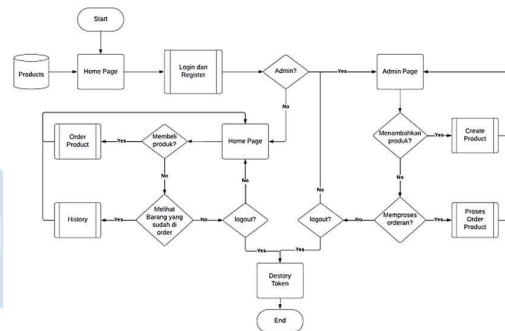 Start
Products
Home Page
Login dan
Register
Admin?
Yes
Admin Page
No
Order
Product
Yes
Membeli
produk?
Home Page
Menambahkan
produk?
Yes
Create
Product
No
No
No
No
History
Yes
Melihat
Barang yang
sudah di
order
No
logout?
logout?
No
Memproses
orderan?
Yes
Proses
Order
Product
Yes
Yes
Destory
Token
End